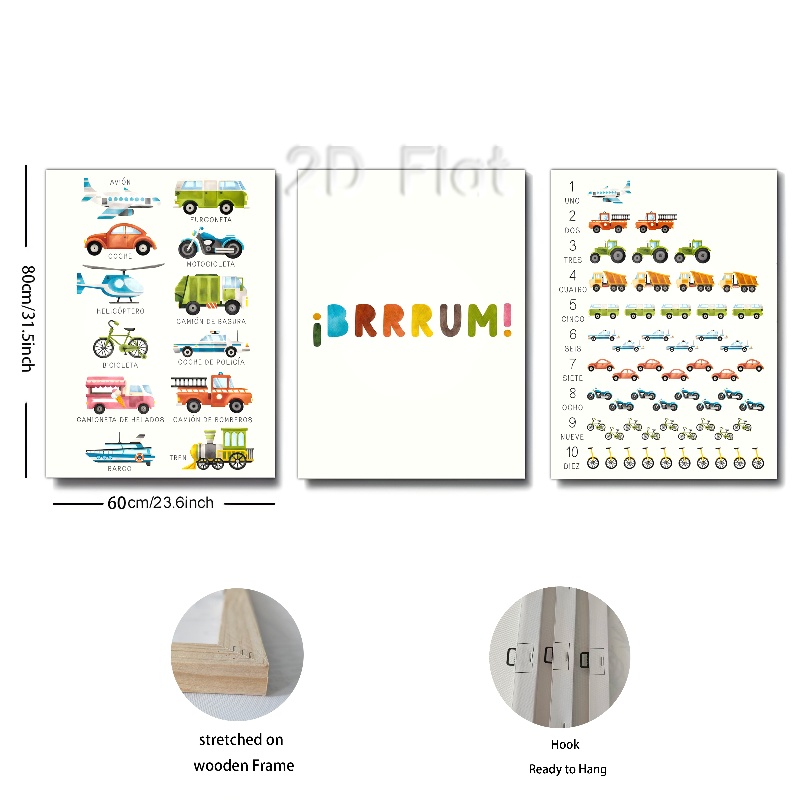 2D Flat
AVIÓN
FURGONETA
COCHE
MOTOCICLETA
HELICÓPTERO
CAMIÓN DE BASURA
BICICLETA
COCHE DE POLICÍA
CAMIONETA DE HELADOS
CAMIÓN DE BOMBEROS
BARCO
TREN
¡BRRRUM!
1
UNO
2
DOS
3
TRES
4
CUATRO
5
CINCO
6
SEIS
7
SIETE
8
OCHO
9
NUEVE
10
DIEZ
80cm/31.5inch
60cm/23.6inch
stretched on
wooden Frame
Hook
Ready to Hang